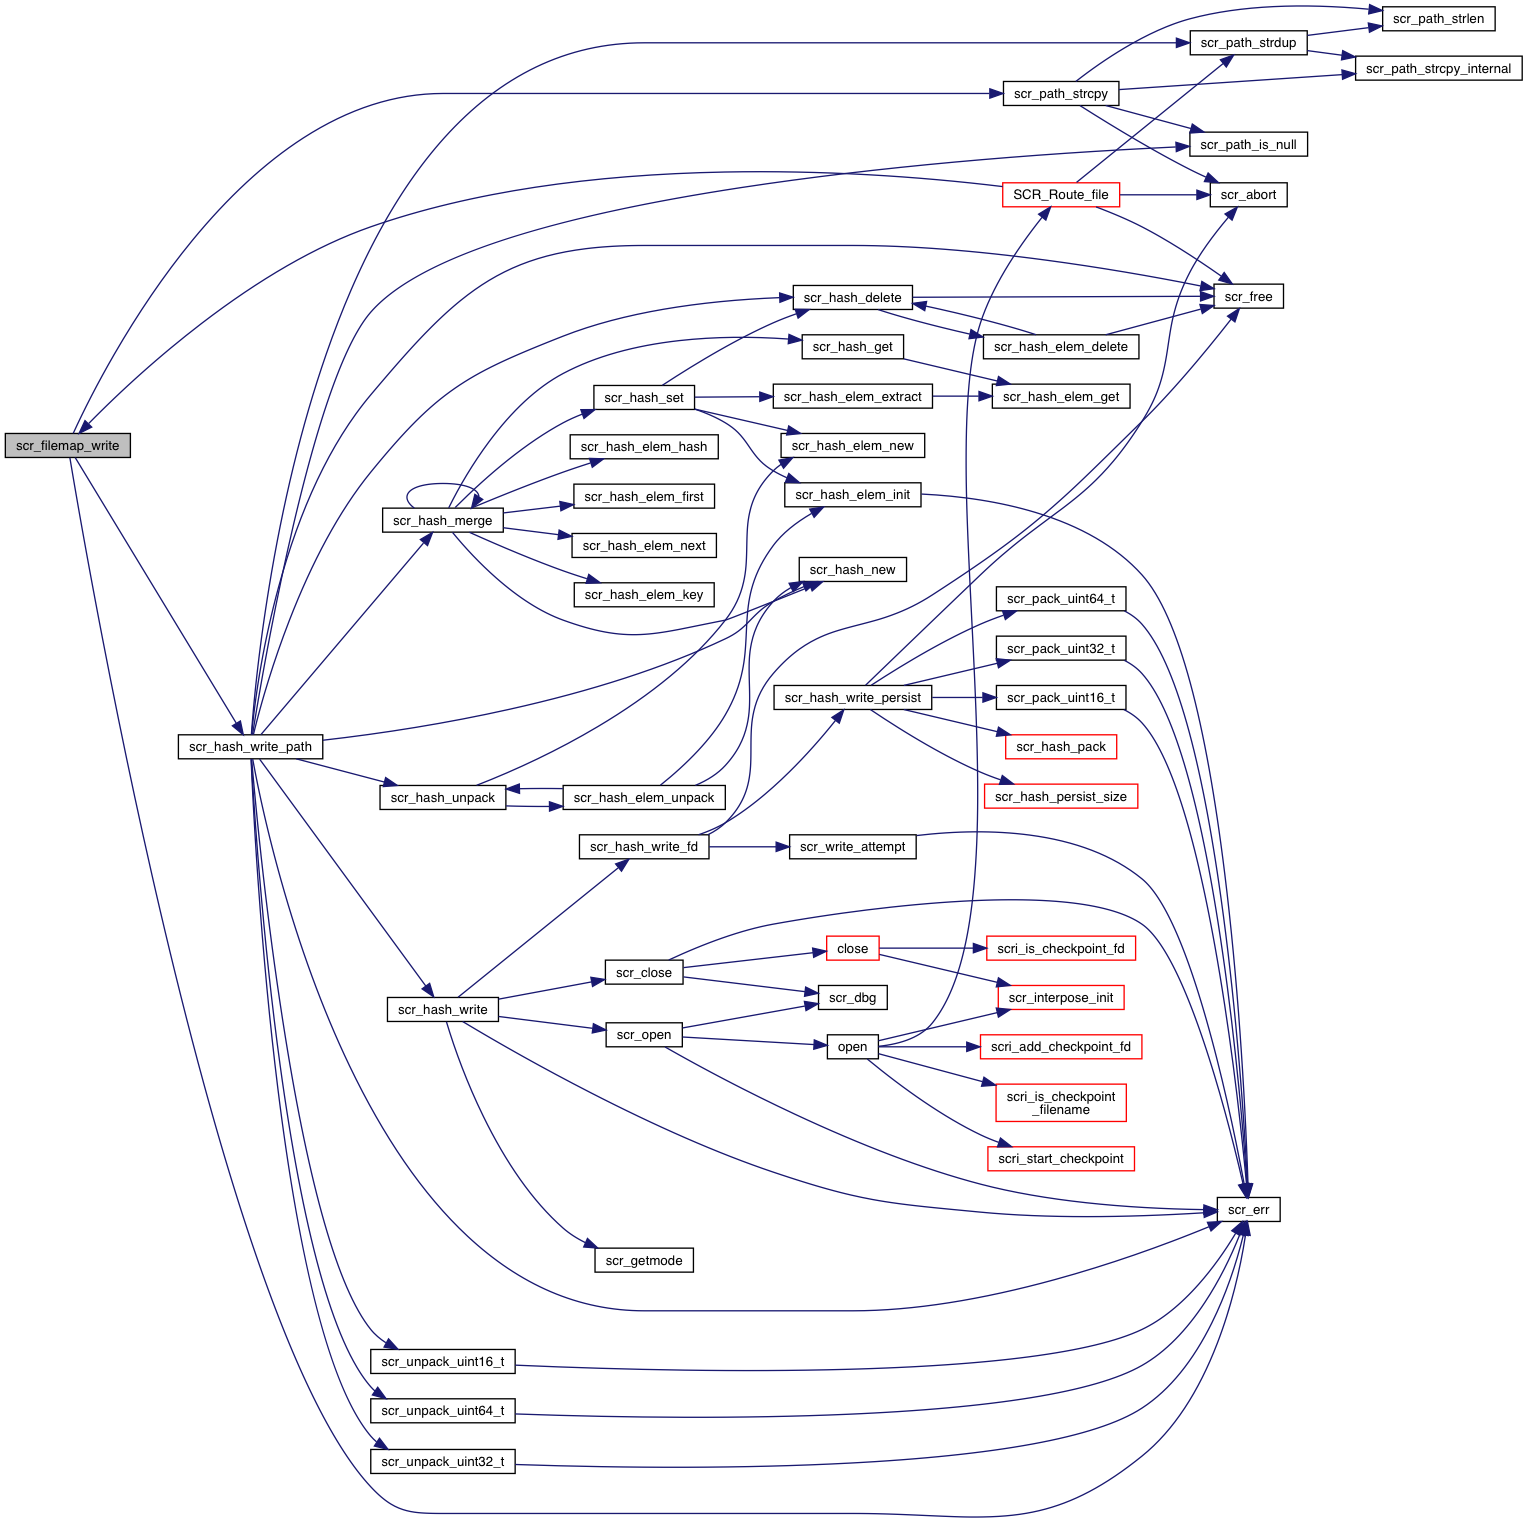 scr_path_strlen
scr_path_strdup
scr_path_strcpy_internal
scr_path_strcpy
scr_path_is_null
SCR_Route_file
scr_abort
scr_hash_delete
scr_free
scr_hash_get
scr_hash_elem_delete
scr_hash_set
scr_hash_elem_extract
scr_hash_elem_get
scr_filemap_write
scr_hash_elem_hash
scr_hash_elem_new
scr_hash_elem_first
scr_hash_elem_init
scr_hash_merge
scr_hash_elem_next
scr_hash_new
scr_hash_elem_key
scr_pack_uint64_t
scr_pack_uint32_t
scr_hash_write_persist
scr_pack_uint16_t
scr_hash_write_path
scr_hash_pack
scr_hash_unpack
scr_hash_elem_unpack
scr_hash_persist_size
scr_hash_write_fd
scr_write_attempt
close
scri_is_checkpoint_fd
scr_close
scr_dbg
scr_interpose_init
scr_hash_write
scr_open
open
scri_add_checkpoint_fd
scri_is_checkpoint
_filename
scri_start_checkpoint
scr_err
scr_getmode
scr_unpack_uint16_t
scr_unpack_uint64_t
scr_unpack_uint32_t